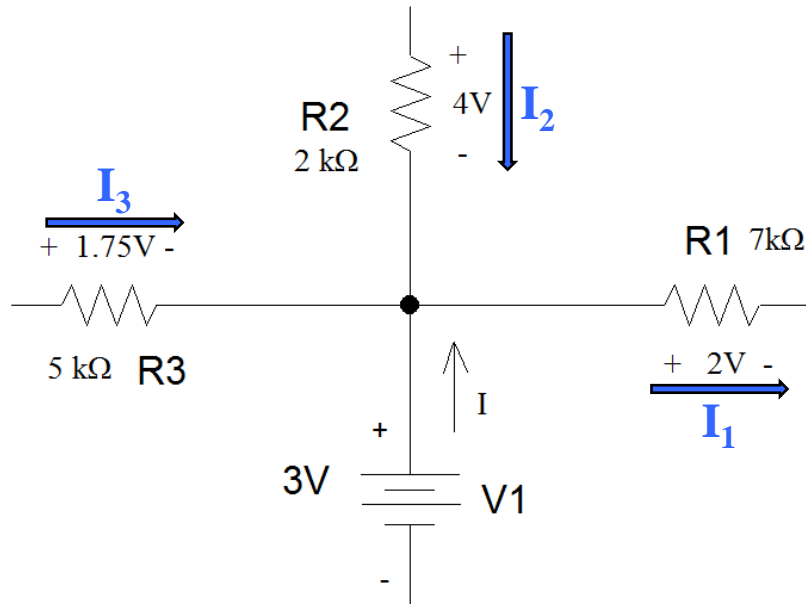 +
R2 4V I₂
2 kΩ -
I₃
+ 1.75V -
R1 7kΩ
5 kΩ R3
+ 2V -
I
I₁
+
3V V1
-